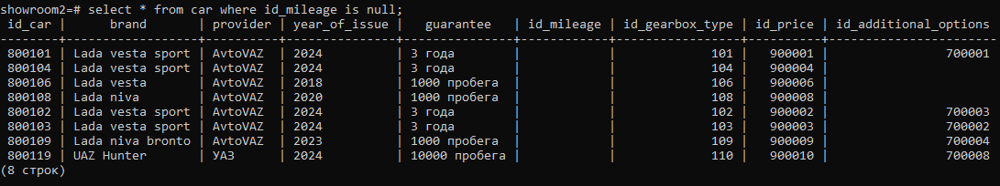 showroom2=# select * from car where id_mileage is null;
 id_car |      brand       | provider | year_of_issue |   guarantee   | id_mileage | id_gearbox_type | id_price | id_additional_options
--------+------------------+----------+---------------+---------------+------------+-----------------+----------+-----------------------
 800101 | Lada vesta sport | AvtoVAZ  | 2024          | 3 года        |            |             101 |   900001 |                700001
 800104 | Lada vesta sport | AvtoVAZ  | 2024          | 3 года        |            |             104 |   900004 |
 800106 | Lada vesta       | AvtoVAZ  | 2018          | 1000 пробега  |            |             106 |   900006 |
 800108 | Lada niva        | AvtoVAZ  | 2020          | 1000 пробега  |            |             108 |   900008 |
 800102 | Lada vesta sport | AvtoVAZ  | 2024          | 3 года        |            |             102 |   900002 |                700003
 800103 | Lada vesta sport | AvtoVAZ  | 2024          | 3 года        |            |             103 |   900003 |                700002
 800109 | Lada niva bronto | AvtoVAZ  | 2023          | 1000 пробега  |            |             109 |   900009 |                700004
 800119 | UAZ Hunter       | УАЗ      | 2024          | 10000 пробега |            |             110 |   900010 |                700008
(8 строк)